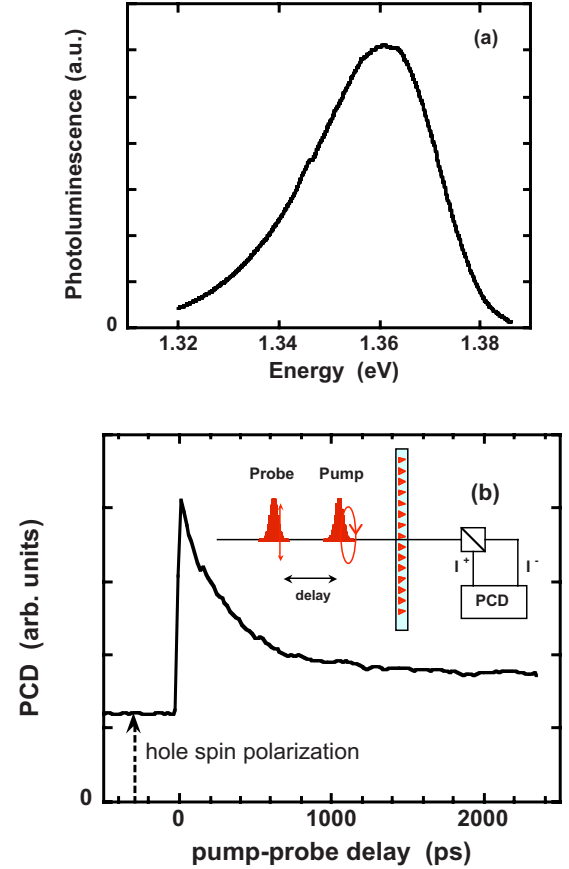 (a)
Photoluminescence (a.u.)
0
1.32 1.34 1.36 1.38
Energy (eV)
(b)
Probe Pump
delay
I + I -
PCD
PCD (arb. units)
hole spin polarization
0
0 1000 2000
pump-probe delay (ps)